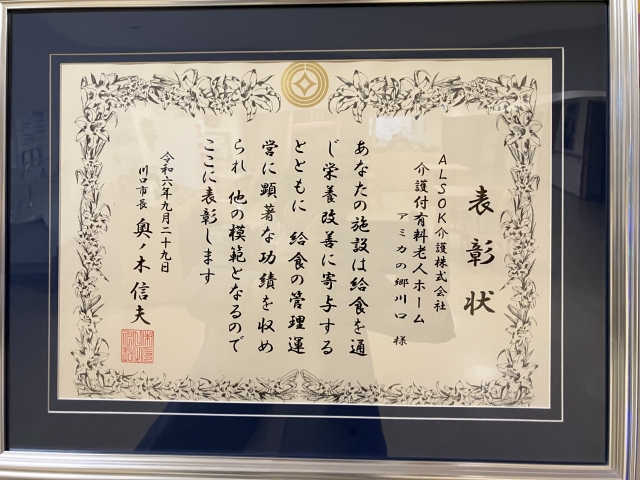 表彰状
ALSOK介護株式会社
介護付有料老人ホーム
アミカの郷川口 様
あなたの施設は給食を通
じ栄養改善に寄与する
とともに 給食の管理運
営に顕著な功績を収め
られ 他の模範となるので
ここに表彰します
令和六年九月二十九日
川口市長 奥ノ木信夫